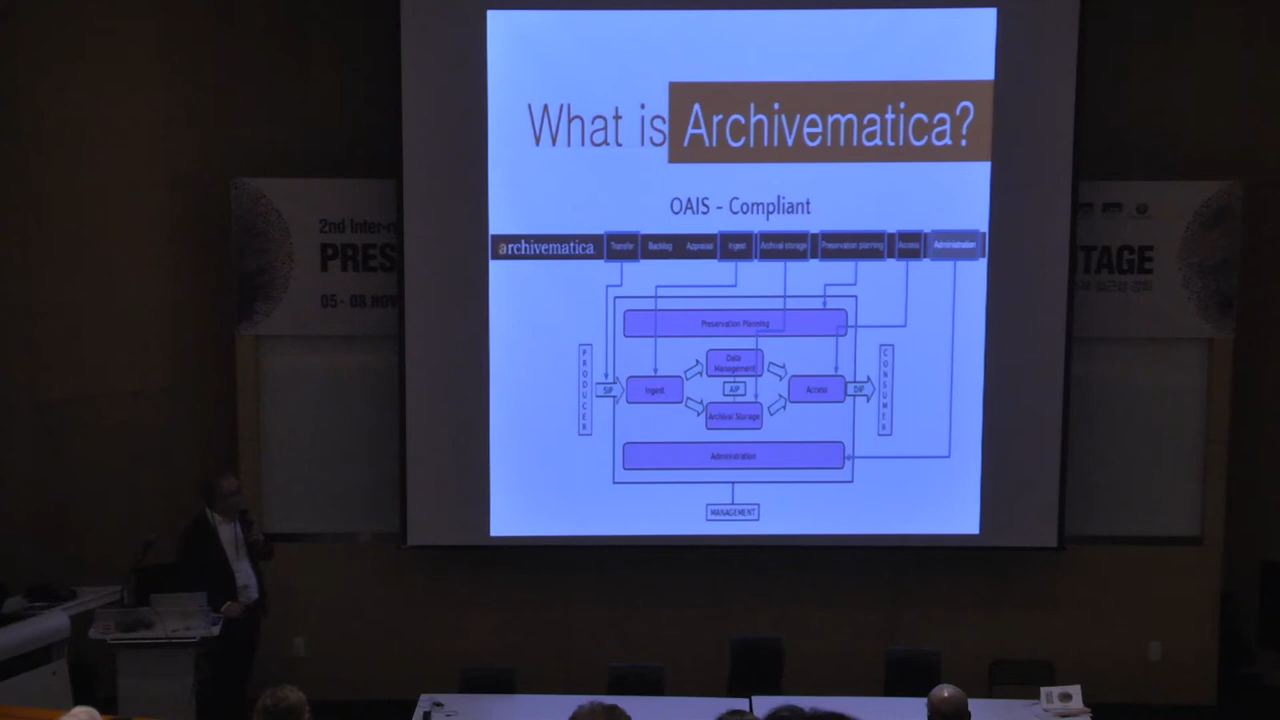 What is Archivematica?
OAIS - Compliant
archivematica. Transfer Backlog Appraisal Ingest Archival storage Preservation planning Access Administration
Preservation Planning
PRODUCER
SIP
Ingest
Data Management
AIP
Archival Storage
Access
DIP
CONSUMER
Administration
MANAGEMENT
2nd Inter-r
PRES
05 - 08 NOV
TAGE